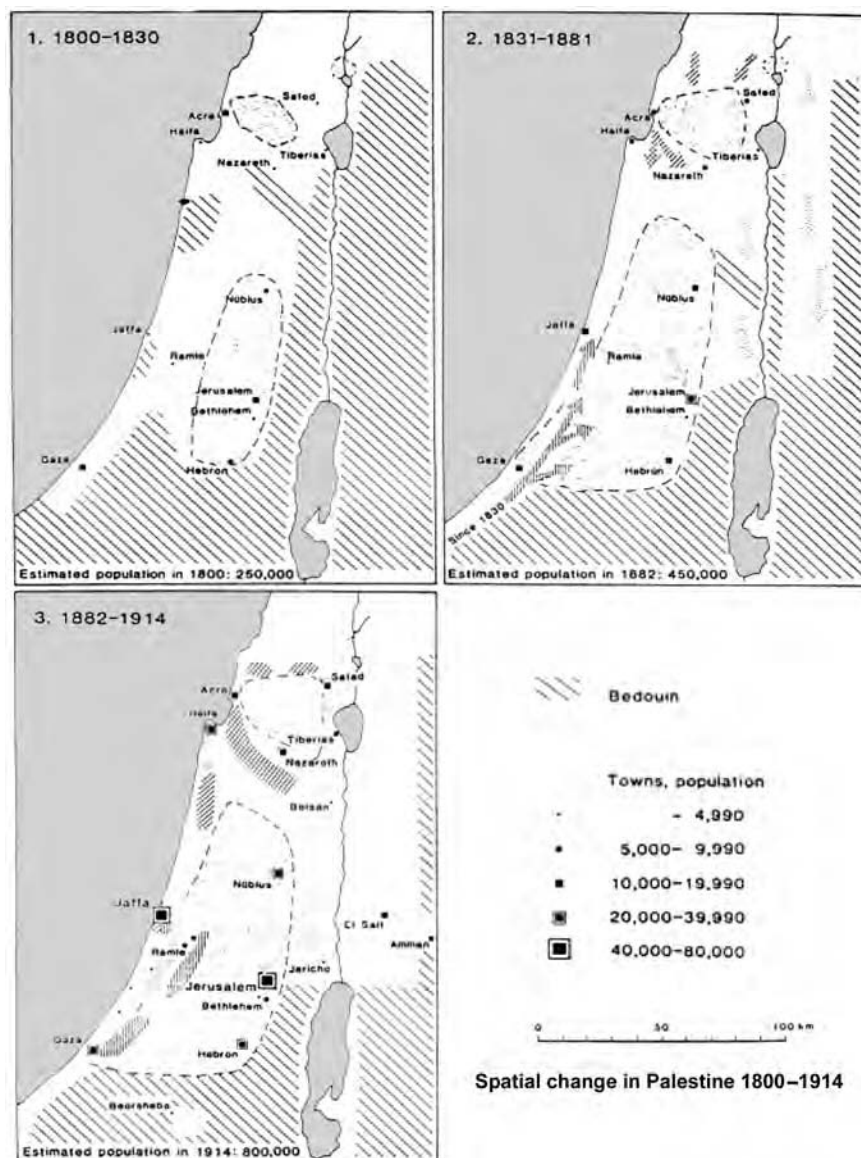 1. 1800–1830
Safad
Acre
Haifa
Tiberias
Nazareth
Nablus
Jaffa
Ramle
Jerusalem
Bethlehem
Gaza
Hebron
Estimated population in 1800: 250,000
2. 1831–1881
Safad
Acre
Haifa
Tiberias
Nazareth
Nablus
Jaffa
Ramla
Jerusalem
Bethlehem
Gaza
Hebron
Since 1830
Estimated population in 1882: 450,000
3. 1882–1914
Safad
Acre
Haifa
Tiberias
Nazareth
Beisan
Nablus
Jaffa
El Salt
Amman
Ramle
Jericho
Jerusalem
Bethlehem
Gaza
Hebron
Beersheba
Estimated population in 1914: 800,000
Bedouin
Towns, population
– 4,990
5,000– 9,990
10,000–19,990
20,000–39,990
40,000–80,000
0 50 100 km
Spatial change in Palestine 1800–1914